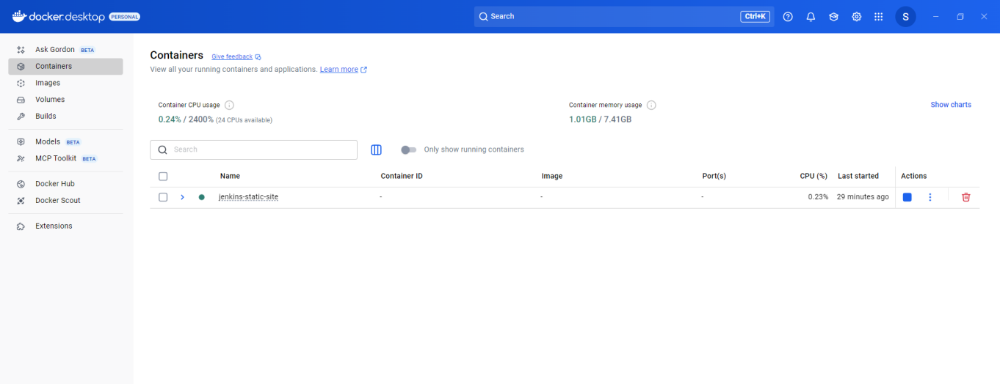 docker.desktop PERSONAL
Search Ctrl+K
S
Ask Gordon BETA
Containers
Images
Volumes
Builds
Models BETA
MCP Toolkit BETA
Docker Hub
Docker Scout
Extensions
Containers Give feedback
View all your running containers and applications. Learn more
Container CPU usage
0.24% / 2400% (24 CPUs available)
Container memory usage
1.01GB / 7.41GB
Show charts
Search
Only show running containers
Name Container ID Image Port(s) CPU (%) Last started Actions
jenkins-static-site - - - 0.23% 29 minutes ago